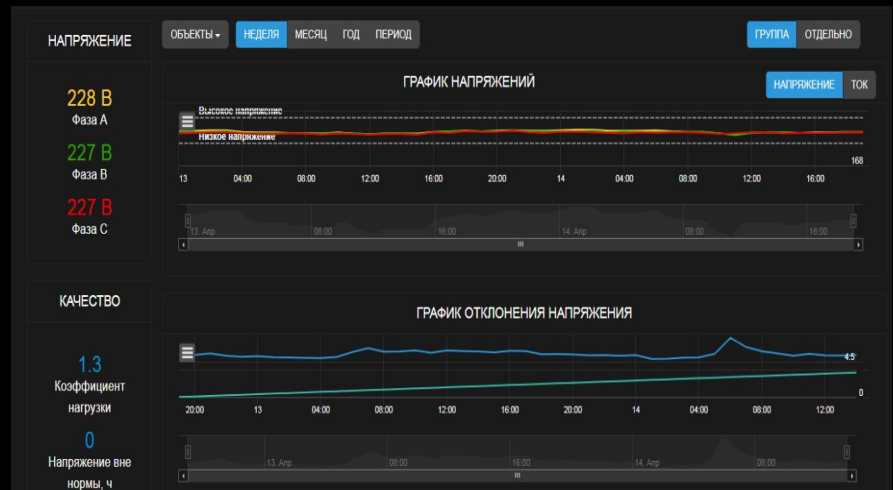 НАПРЯЖЕНИЕ
228 В
Фаза А
227 В
Фаза В
227 В
Фаза С
ОБЪЕКТЫ
НЕДЕЛЯ МЕСЯЦ ГОД ПЕРИОД
ГРУППА ОТДЕЛЬНО
ГРАФИК НАПРЯЖЕНИЙ
НАПРЯЖЕНИЕ ТОК
Высокое напряжение
Низкое напряжение
168
13 04:00 08:00 12:00 16:00 20:00 14 04:00 08:00 12:00 16:00
13. Апр 08:00 16:00 14. Апр 08:00 16:00
КАЧЕСТВО
1.3
Коэффициент
нагрузки
0
Напряжение вне
нормы, ч
ГРАФИК ОТКЛОНЕНИЯ НАПРЯЖЕНИЯ
4.5
0
20:00 13 04:00 08:00 12:00 16:00 20:00 14 04:00 08:00 12:00
13. Апр 08:00 16:00 14. Апр 08:00